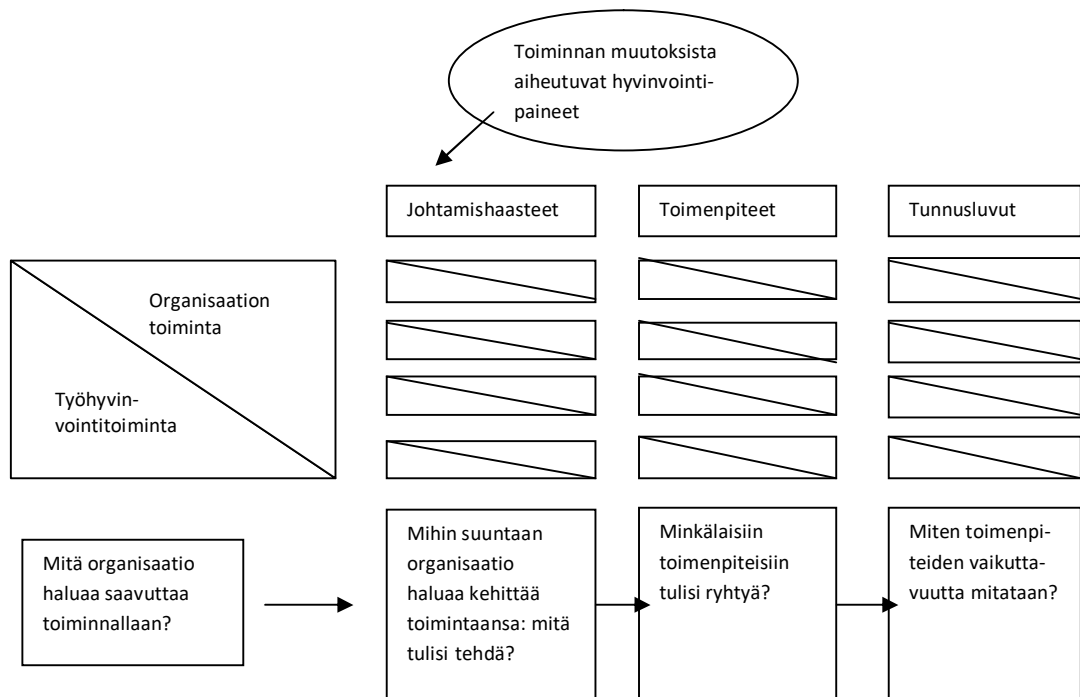 Toiminnan muutoksista
aiheutuvat hyvinvointi-
paineet
Johtamishaasteet
Toimenpiteet
Tunnusluvut
Organisaation
toiminta
Työhyvin-
vointitoiminta
Mitä organisaatio
haluaa saavuttaa
toiminnallaan?
Mihin suuntaan
organisaatio
haluaa kehittää
toimintaansa: mitä
tulisi tehdä?
Minkälaisiin
toimenpiteisiin
tulisi ryhtyä?
Miten toimenpi-
teiden vaikutta-
vuutta mitataan?